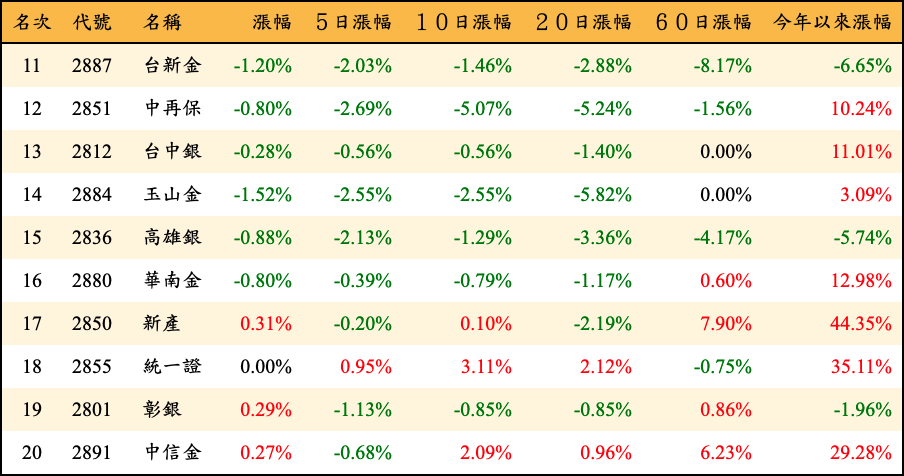 名次 代號 名稱 漲幅 5日漲幅 10日漲幅 20日漲幅 60日漲幅 今年以來漲幅
11 2887 台新金 -1.20% -2.03% -1.46% -2.88% -8.17% -6.65%
12 2851 中再保 -0.80% -2.69% -5.07% -5.24% -1.56% 10.24%
13 2812 台中銀 -0.28% -0.56% -0.56% -1.40% 0.00% 11.01%
14 2884 玉山金 -1.52% -2.55% -2.55% -5.82% 0.00% 3.09%
15 2836 高雄銀 -0.88% -2.13% -1.29% -3.36% -4.17% -5.74%
16 2880 華南金 -0.80% -0.39% -0.79% -1.17% 0.60% 12.98%
17 2850 新產 0.31% -0.20% 0.10% -2.19% 7.90% 44.35%
18 2855 統一證 0.00% 0.95% 3.11% 2.12% -0.75% 35.11%
19 2801 彰銀 0.29% -1.13% -0.85% -0.85% 0.86% -1.96%
20 2891 中信金 0.27% -0.68% 2.09% 0.96% 6.23% 29.28%